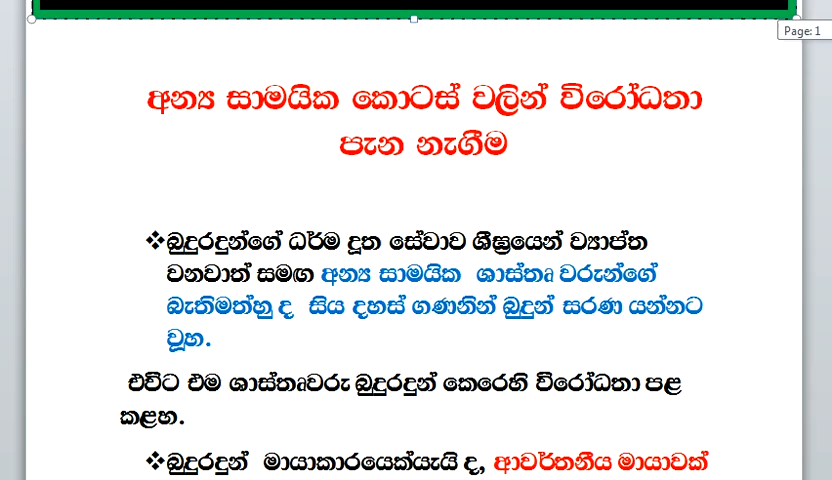 Page: 1
අන්‍ය සාමයික කොටස් වලින් විරෝධතා
පැන නැගීම
❖බුදුරදුන්ගේ ධර්ම දූත සේවාව ශීඝ්‍රයෙන් ව්‍යාප්ත
වනවාත් සමඟ අන්‍ය සාමයික ශාස්තෘ වරුන්ගේ
බැතිමත්හු ද සිය දහස් ගණනින් බුදුන් සරණ යන්නට
වූහ.
එවිට එම ශාස්තෘවරු බුදුරදුන් කෙරෙහි විරෝධතා පළ
කළහ.
❖බුදුරදුන් මායාකාරයෙක්යැයි ද, ආවර්තනීය මායාවක්